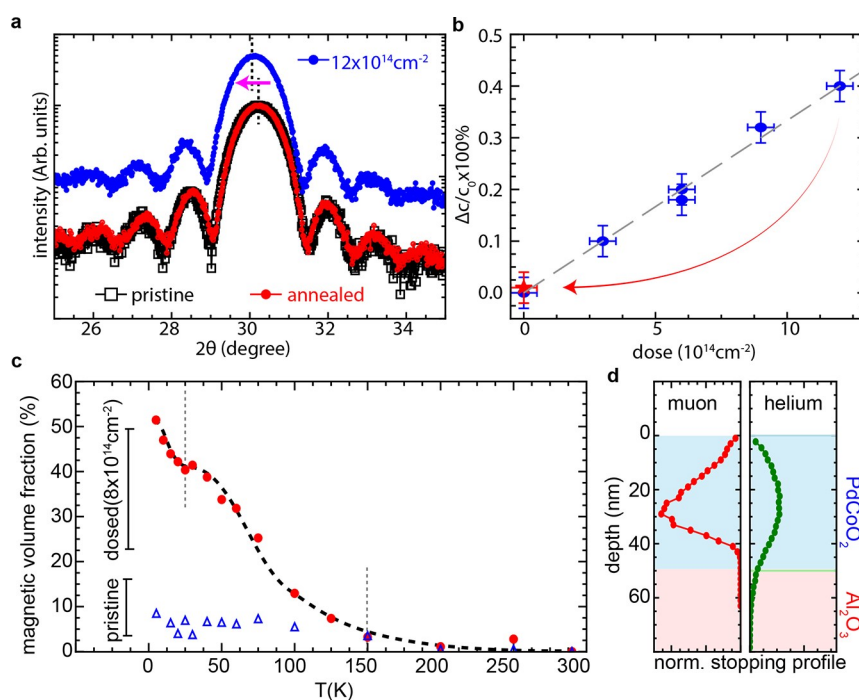 a
12x10¹⁴cm⁻²
intensity (Arb. units)
pristine
annealed
26 28 30 32 34
2θ (degree)
b
0.5
0.4
0.3
0.2
0.1
0.0
Δc/c₀x100%
0 5 10
dose (10¹⁴cm⁻²)
c
60
50
40
30
20
10
0
magnetic volume fraction (%)
dosed(8x10¹⁴cm⁻²)
pristine
0 50 100 150 200 250 300
T(K)
d
muon
helium
0
20
40
60
depth (nm)
PdCoO₂
Al₂O₃
norm. stopping profile